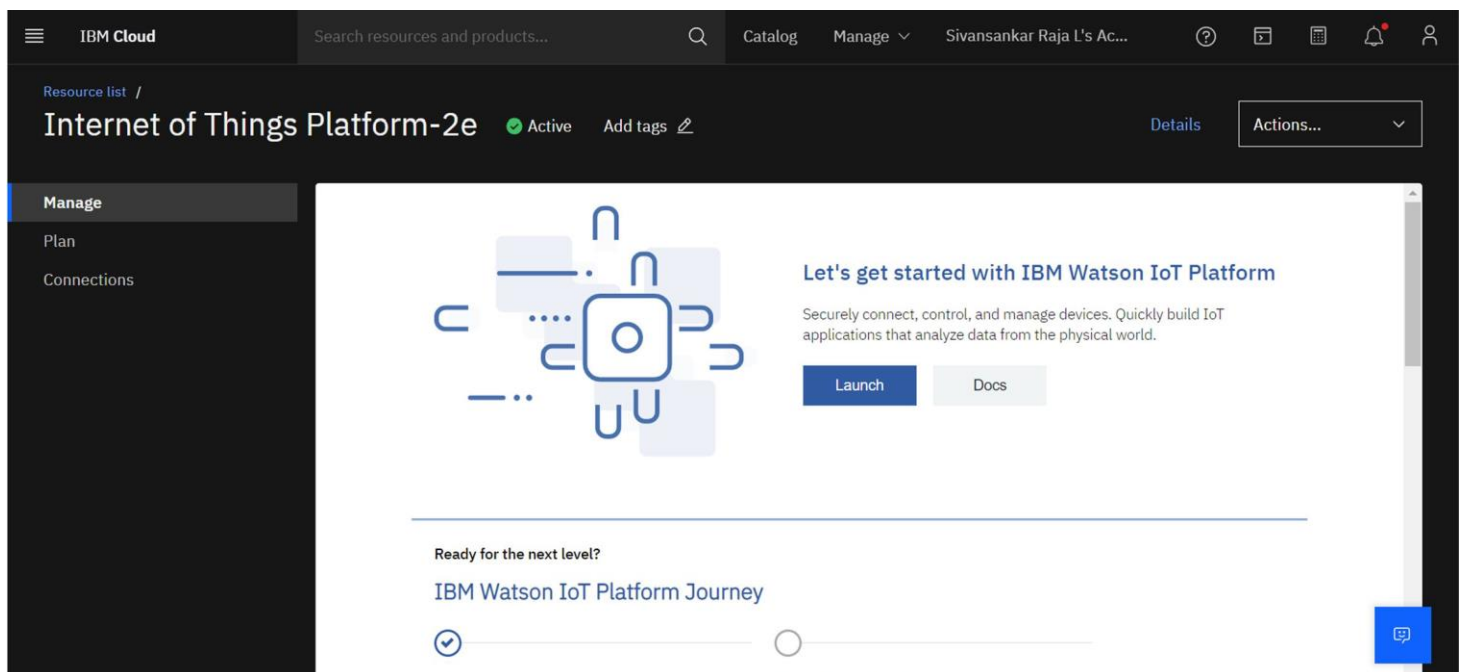 IBM Cloud
Search resources and products...
Catalog
Manage
Sivansankar Raja L's Ac...
Resource list /
Internet of Things Platform-2e
Active
Add tags
Details
Actions...
Manage
Plan
Connections
Let's get started with IBM Watson IoT Platform
Securely connect, control, and manage devices. Quickly build IoT
applications that analyze data from the physical world.
Launch
Docs
Ready for the next level?
IBM Watson IoT Platform Journey